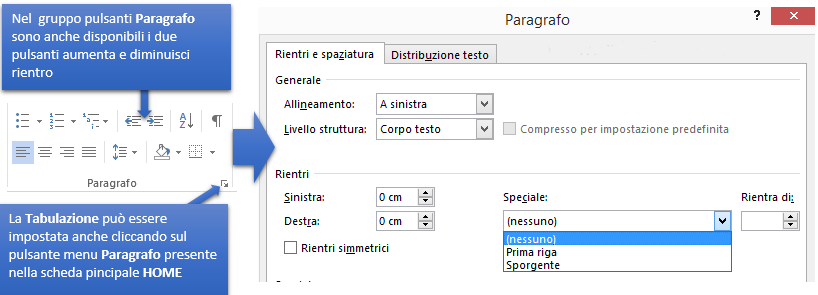 Nel gruppo pulsanti Paragrafo
sono anche disponibili i due
pulsanti aumenta e diminuisci
rientro
Paragrafo
La Tabulazione può essere
impostata anche cliccando sul
pulsante menu Paragrafo presente
nella scheda pincipale HOME
Paragrafo
?
Rientri e spaziatura
Distribuzione testo
Generale
Allineamento: A sinistra
Livello struttura: Corpo testo Compresso per impostazione predefinita
Rientri
Sinistra: 0 cm Speciale: Rientra di:
Destra: 0 cm (nessuno)
Rientri simmetrici
(nessuno)
Prima riga
Sporgente